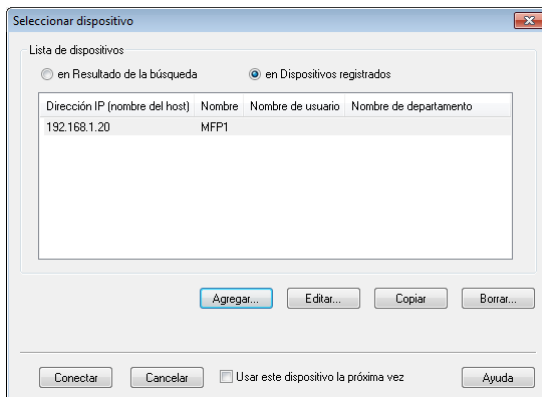 Seleccionar dispositivo
Lista de dispositivos
en Resultado de la búsqueda en Dispositivos registrados
Dirección IP (nombre del host) Nombre Nombre de usuario Nombre de departamento
192.168.1.20 MFP1
Agregar... Editar... Copiar Borrar...
Conectar Cancelar Usar este dispositivo la próxima vez Ayuda